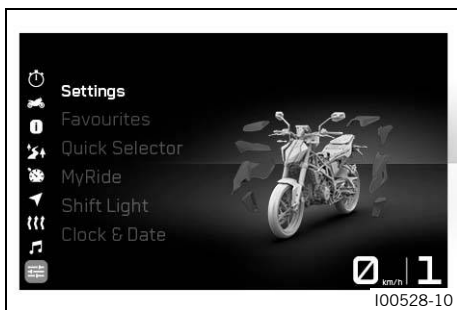 Settings
Favourites
Quick Selector
MyRide
Shift Light
Clock & Date
0 km/h 1
I00528-10